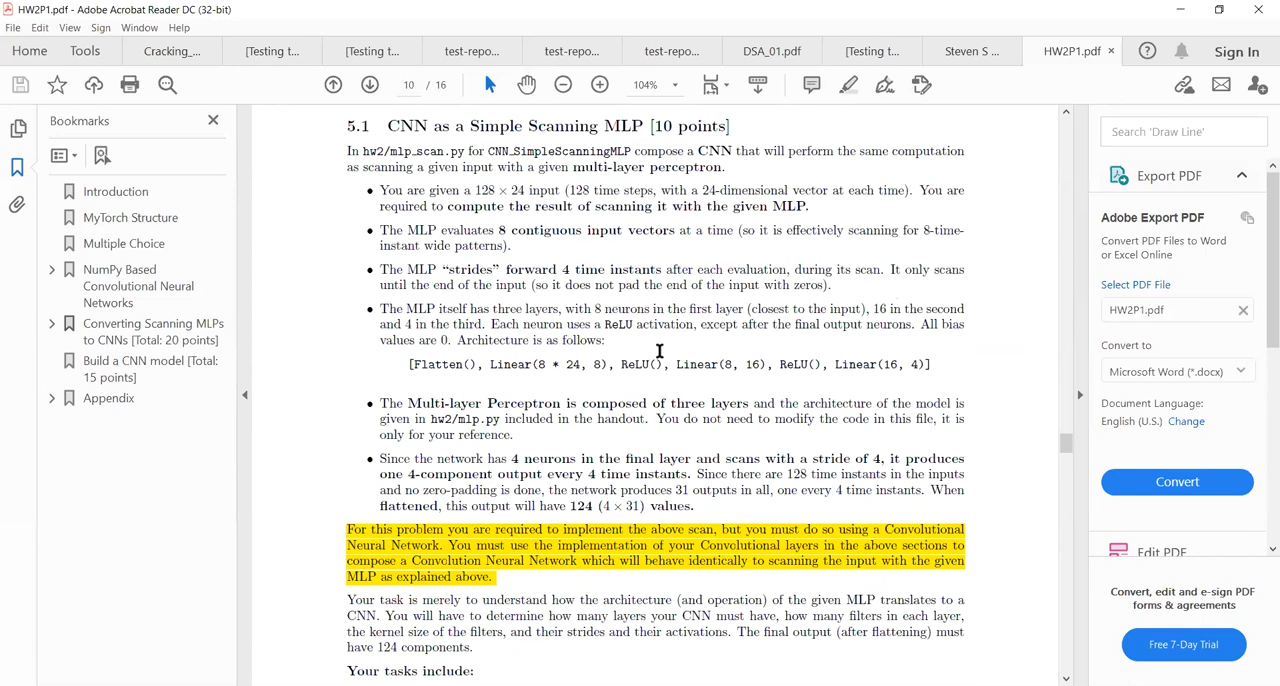 HW2P1.pdf - Adobe Acrobat Reader DC (32-bit)
File Edit View Sign Window Help
Home Tools Cracking_... [Testing t... [Testing t... test-repo... test-repo... test-repo... DSA_01.pdf [Testing t... Steven S ... HW2P1.pdf × Sign In
10 / 16 104%
Bookmarks
Introduction
MyTorch Structure
Multiple Choice
NumPy Based
Convolutional Neural
Networks
Converting Scanning MLPs
to CNNs [Total: 20 points]
Build a CNN model [Total:
15 points]
Appendix
5.1 CNN as a Simple Scanning MLP [10 points]
In hw2/mlp_scan.py for CNN_SimpleScanningMLP compose a CNN that will perform the same computation
as scanning a given input with a given multi-layer perceptron.
• You are given a 128 × 24 input (128 time steps, with a 24-dimensional vector at each time). You are
required to compute the result of scanning it with the given MLP.
• The MLP evaluates 8 contiguous input vectors at a time (so it is effectively scanning for 8-time-
instant wide patterns).
• The MLP “strides” forward 4 time instants after each evaluation, during its scan. It only scans
until the end of the input (so it does not pad the end of the input with zeros).
• The MLP itself has three layers, with 8 neurons in the first layer (closest to the input), 16 in the second
and 4 in the third. Each neuron uses a ReLU activation, except after the final output neurons. All bias
values are 0. Architecture is as follows:
[Flatten(), Linear(8 * 24, 8), ReLU(), Linear(8, 16), ReLU(), Linear(16, 4)]
• The Multi-layer Perceptron is composed of three layers and the architecture of the model is
given in hw2/mlp.py included in the handout. You do not need to modify the code in this file, it is
only for your reference.
• Since the network has 4 neurons in the final layer and scans with a stride of 4, it produces
one 4-component output every 4 time instants. Since there are 128 time instants in the inputs
and no zero-padding is done, the network produces 31 outputs in all, one every 4 time instants. When
flattened, this output will have 124 (4 × 31) values.
For this problem you are required to implement the above scan, but you must do so using a Convolutional
Neural Network. You must use the implementation of your Convolutional layers in the above sections to
compose a Convolution Neural Network which will behave identically to scanning the input with the given
MLP as explained above.
Your task is merely to understand how the architecture (and operation) of the given MLP translates to a
CNN. You will have to determine how many layers your CNN must have, how many filters in each layer,
the kernel size of the filters, and their strides and their activations. The final output (after flattening) must
have 124 components.
Your tasks include:
Search 'Draw Line'
Export PDF
Adobe Export PDF
Convert PDF Files to Word
or Excel Online
Select PDF File
HW2P1.pdf
Convert to
Microsoft Word (*.docx)
Document Language:
English (U.S.) Change
Convert
Edit PDF
Convert, edit and e-sign PDF
forms & agreements
Free 7-Day Trial